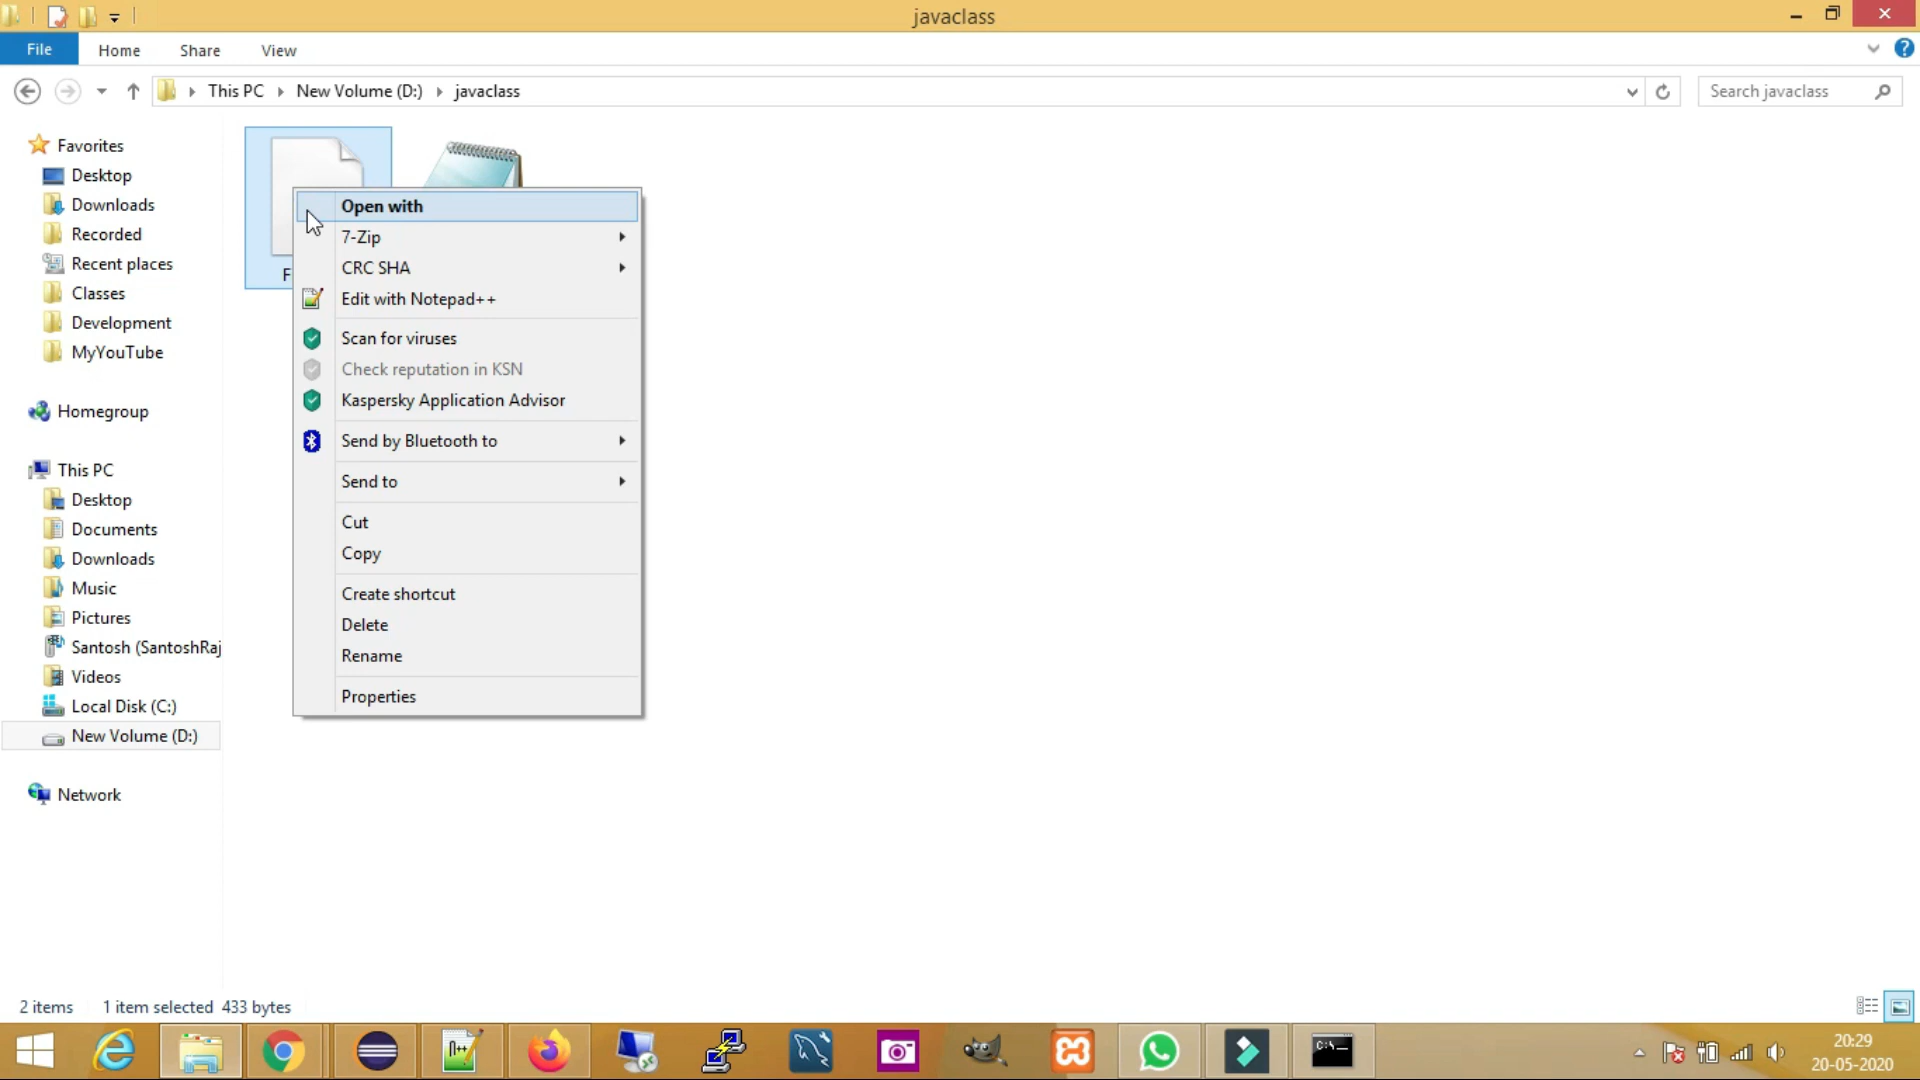 javaclass
File
Home
Share
View
This PC
New Volume (D:)
javaclass
Search javaclass
Favorites
Desktop
Downloads
Recorded
Recent places
Classes
Development
MyYouTube
Homegroup
This PC
Desktop
Documents
Downloads
Music
Pictures
Santosh (SantoshRaj
Videos
Local Disk (C:)
New Volume (D:)
Network
F
Open with
7-Zip
CRC SHA
Edit with Notepad++
Scan for viruses
Check reputation in KSN
Kaspersky Application Advisor
Send by Bluetooth to
Send to
Cut
Copy
Create shortcut
Delete
Rename
Properties
2 items
1 item selected 433 bytes
C:\
20:29
20-05-2020